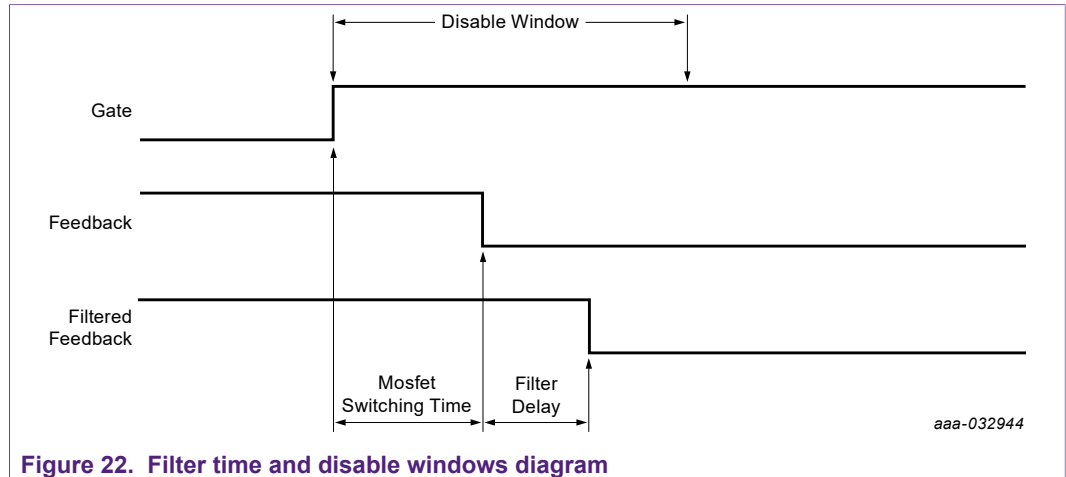 Disable Window
Gate
Feedback
Filtered
Feedback
Mosfet
Switching Time
Filter
Delay
aaa-032944
Figure 22. Filter time and disable windows diagram